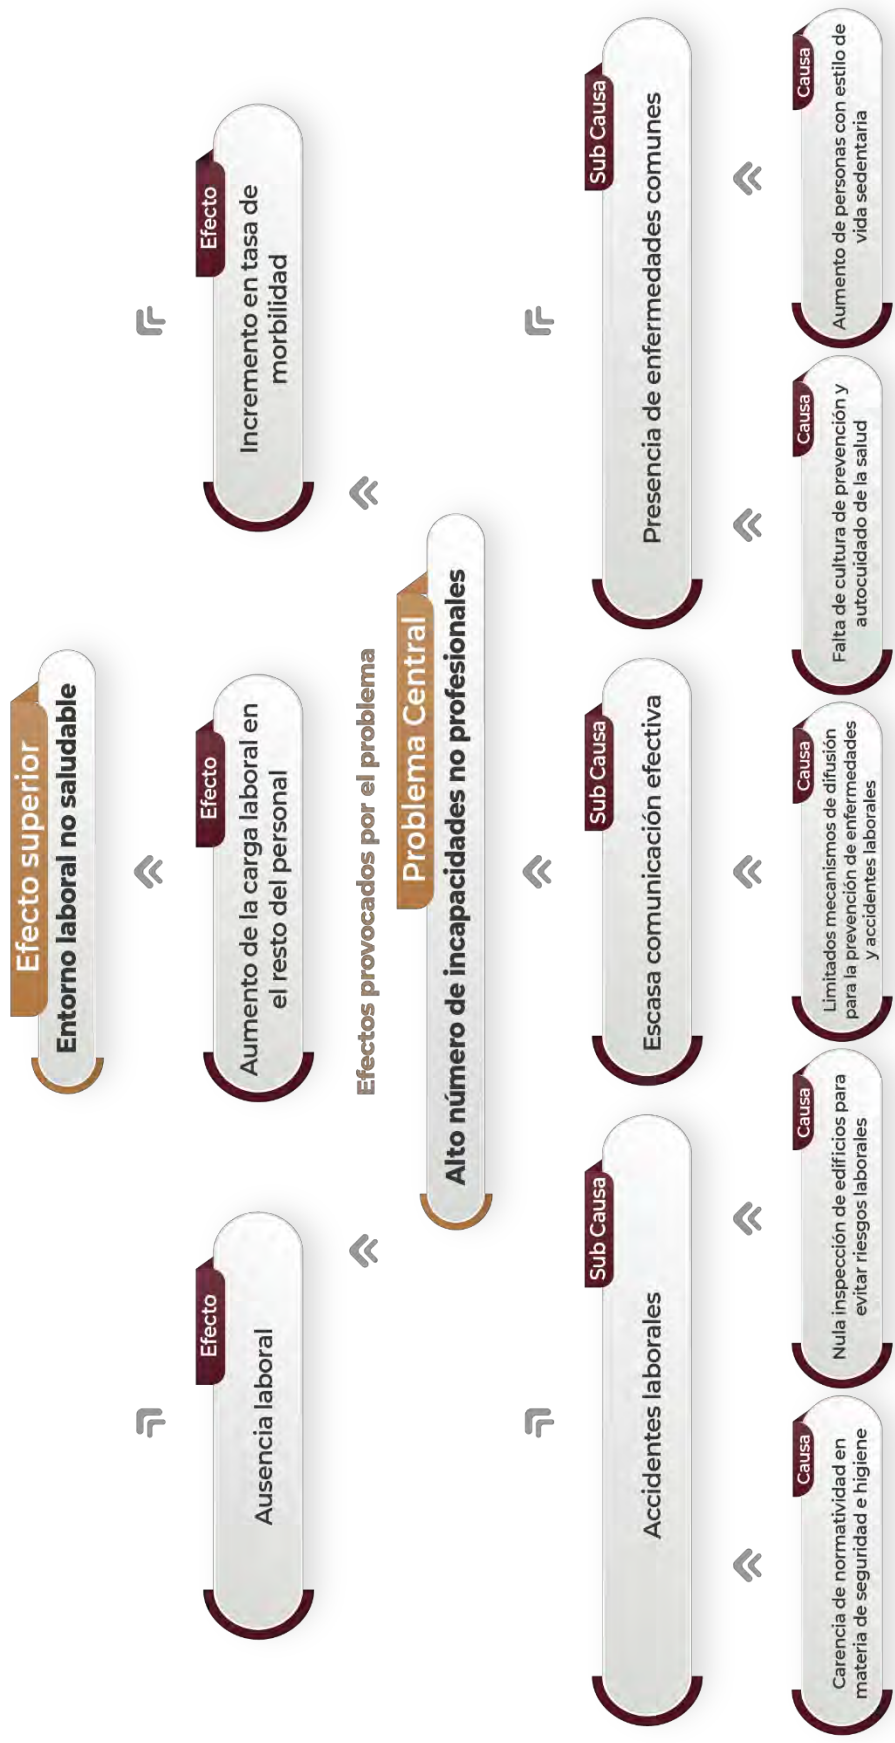 Efecto superior
Entorno laboral no saludable
Efecto
Ausencia laboral
Efecto
Aumento de la carga laboral en
el resto del personal
Efecto
Incremento en tasa de
morbilidad
Efectos provocados por el problema
Problema Central
Alto número de incapacidades no profesionales
Sub Causa
Accidentes laborales
Sub Causa
Escasa comunicación efectiva
Sub Causa
Presencia de enfermedades comunes
Causa
Carencia de normatividad en
materia de seguridad e higiene
Causa
Nula inspección de edificios para
evitar riesgos laborales
Causa
Limitados mecanismos de difusión
para la prevención de enfermedades
y accidentes laborales
Causa
Falta de cultura de prevención y
autocuidado de la salud
Causa
Aumento de personas con estilo de
vida sedentaria